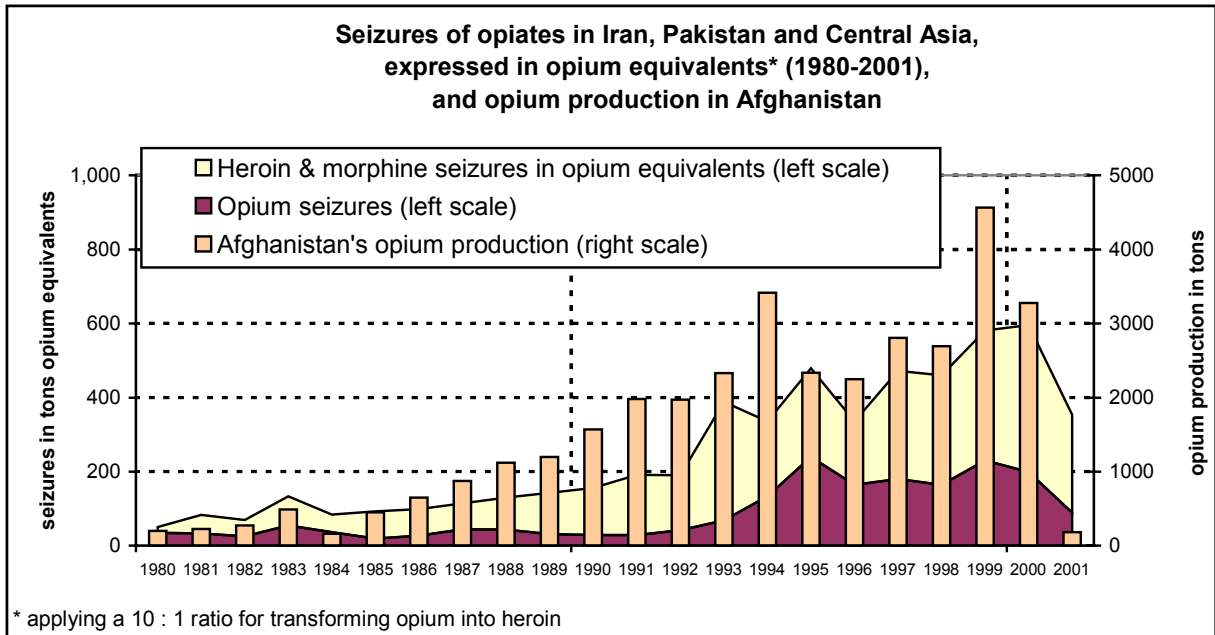 Seizures of opiates in Iran, Pakistan and Central Asia,
expressed in opium equivalents* (1980-2001),
and opium production in Afghanistan
Heroin & morphine seizures in opium equivalents (left scale)
Opium seizures (left scale)
Afghanistan's opium production (right scale)
seizures in tons opium equivalents
1,000
800
600
400
200
0
5000
4000
3000
2000
1000
0
opium production in tons
1980 1981 1982 1983 1984 1985 1986 1987 1988 1989 1990 1991 1992 1993 1994 1995 1996 1997 1998 1999 2000 2001
* applying a 10 : 1 ratio for transforming opium into heroin